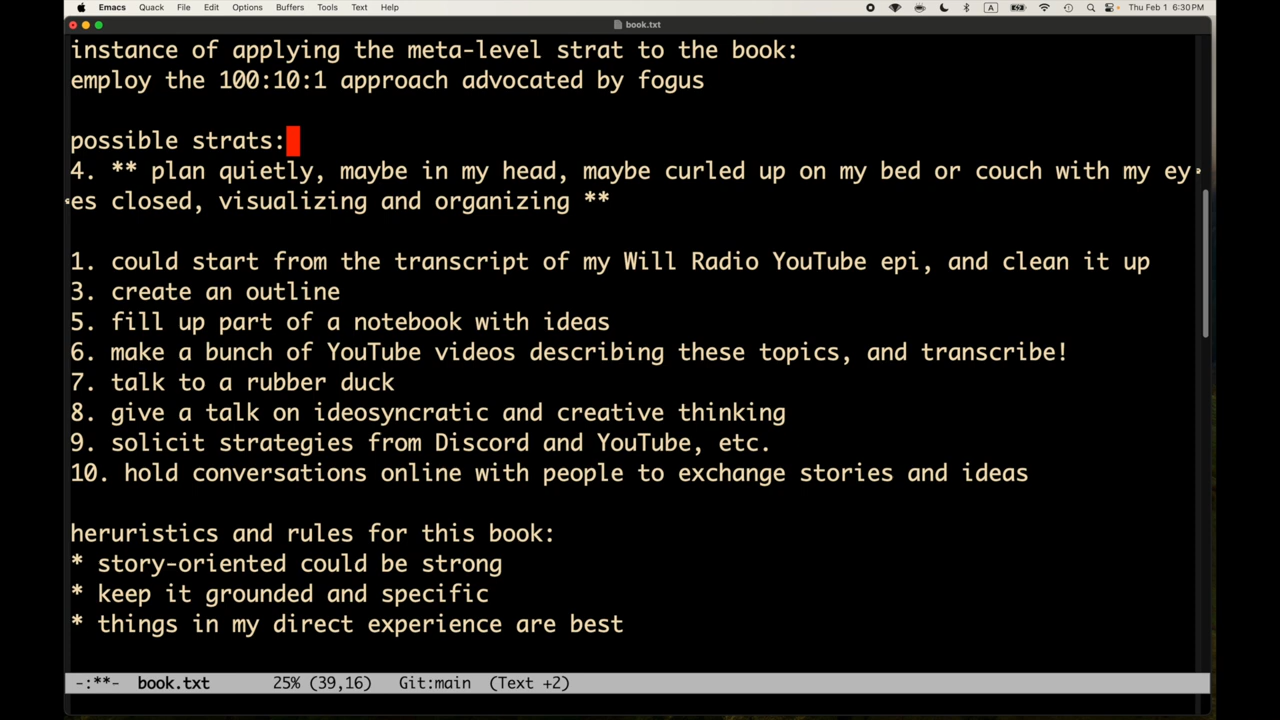 Emacs Quack File Edit Options Buffers Tools Text Help A Thu Feb 1 6:30 PM
book.txt
instance of applying the meta-level strat to the book:
employ the 100:10:1 approach advocated by fogus
possible strats:
4. ** plan quietly, maybe in my head, maybe curled up on my bed or couch with my ey
es closed, visualizing and organizing **
1. could start from the transcript of my Will Radio YouTube epi, and clean it up
3. create an outline
5. fill up part of a notebook with ideas
6. make a bunch of YouTube videos describing these topics, and transcribe!
7. talk to a rubber duck
8. give a talk on ideosyncratic and creative thinking
9. solicit strategies from Discord and YouTube, etc.
10. hold conversations online with people to exchange stories and ideas
heruristics and rules for this book:
* story-oriented could be strong
* keep it grounded and specific
* things in my direct experience are best
-:**- book.txt 25% (39,16) Git:main (Text +2)